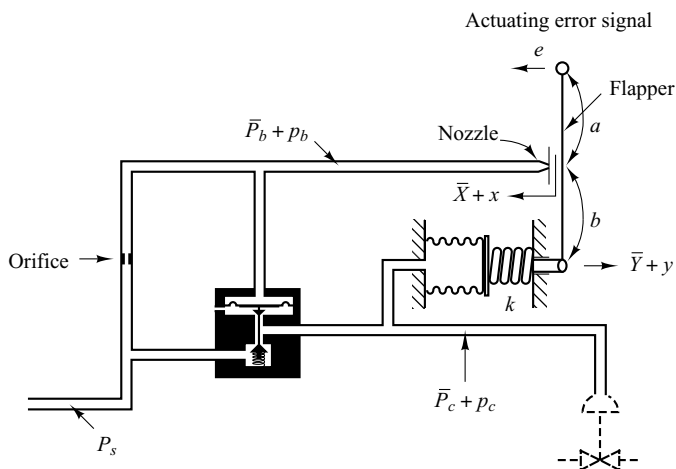 Actuating error signal
e
Flapper
a
P̅b + pb
Nozzle
X̅ + x
b
Orifice
Y̅ + y
k
P̅c + pc
Ps